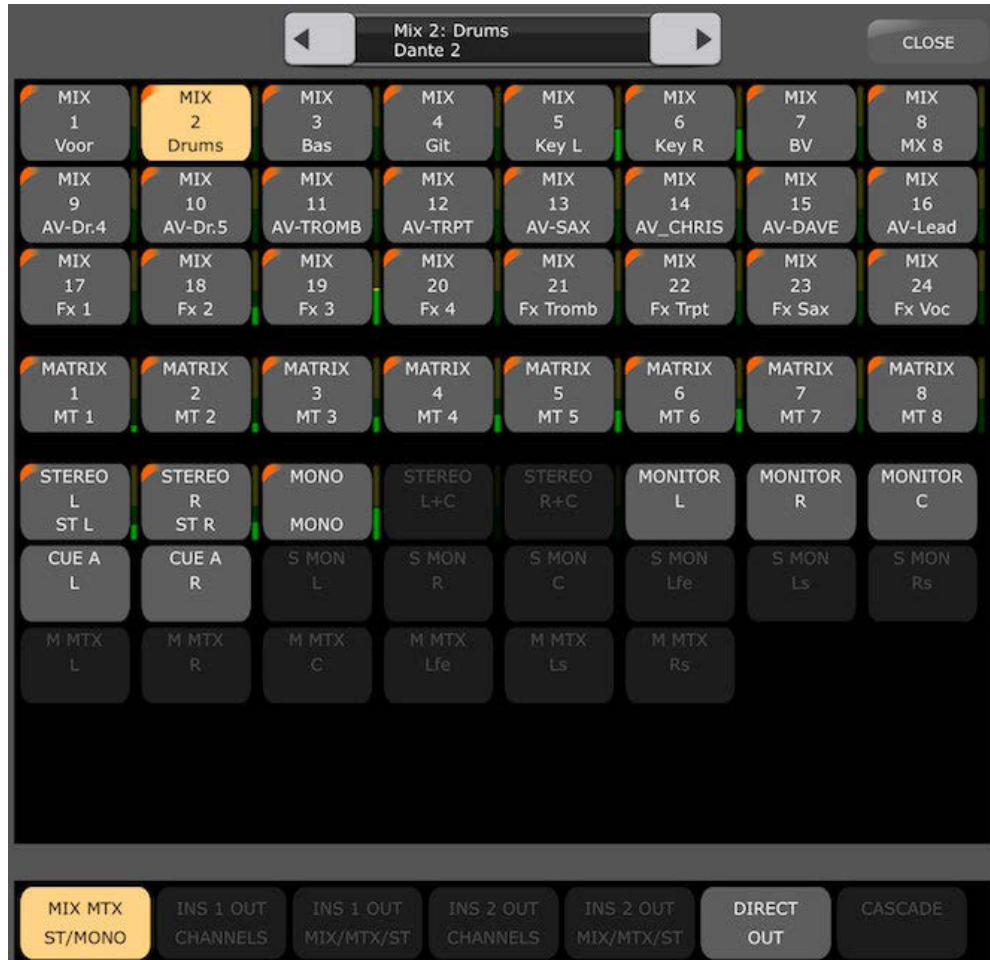 Mix 2: Drums
Dante 2
CLOSE
MIX MIX MIX MIX MIX MIX MIX MIX
1 2 3 4 5 6 7 8
Voor Drums Bas Git Key L Key R BV MX 8
MIX MIX MIX MIX MIX MIX MIX MIX
9 10 11 12 13 14 15 16
AV-Dr.4 AV-Dr.5 AV-TROMB AV-TRPT AV-SAX AV_CHRIS AV-DAVE AV-Lead
MIX MIX MIX MIX MIX MIX MIX MIX
17 18 19 20 21 22 23 24
Fx 1 Fx 2 Fx 3 Fx 4 Fx Tromb Fx Trpt Fx Sax Fx Voc
MATRIX MATRIX MATRIX MATRIX MATRIX MATRIX MATRIX MATRIX
1 2 3 4 5 6 7 8
MT 1 MT 2 MT 3 MT 4 MT 5 MT 6 MT 7 MT 8
STEREO STEREO MONO STEREO STEREO MONITOR MONITOR MONITOR
L R L+C R+C L R C
ST L ST R MONO
CUE A CUE A S MON S MON S MON S MON S MON S MON
L R L R C Lfe Ls Rs
M MTX M MTX M MTX M MTX M MTX M MTX
L R C Lfe Ls Rs
MIX MTX INS 1 OUT INS 1 OUT INS 2 OUT INS 2 OUT DIRECT CASCADE
ST/MONO CHANNELS MIX/MTX/ST CHANNELS MIX/MTX/ST OUT